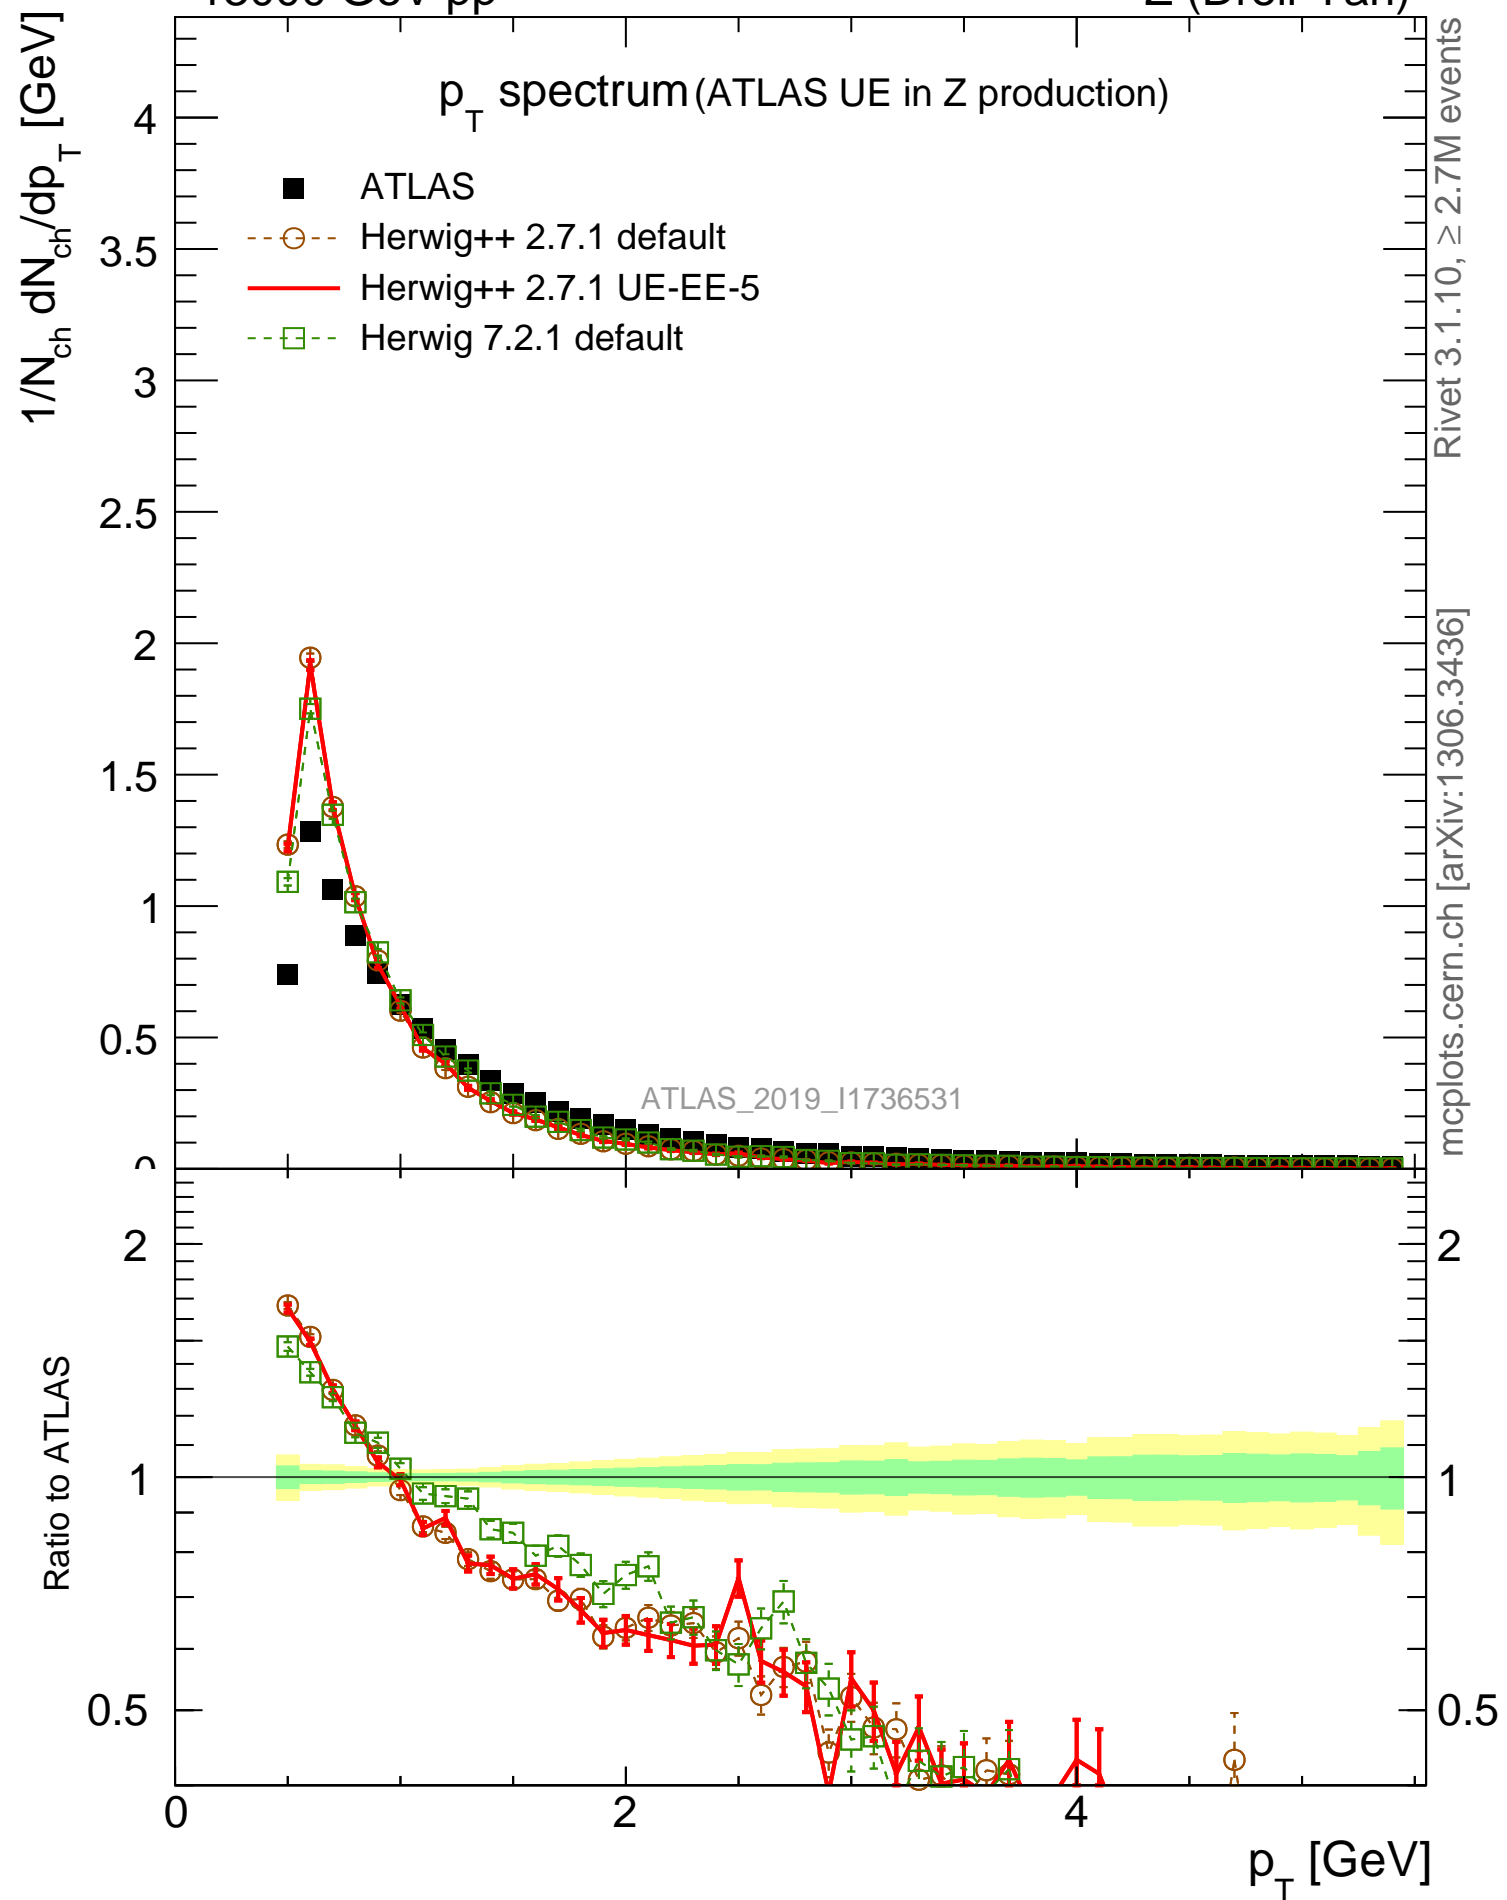 p_T spectrum (ATLAS UE in Z production)
ATLAS
Herwig++ 2.7.1 default
Herwig++ 2.7.1 UE-EE-5
Herwig 7.2.1 default
1/N_ch dN_ch/dp_T [GeV]
4
3.5
3
2.5
2
1.5
1
0.5
0
ATLAS_2019_I1736531
Rivet 3.1.10, ≥ 2.7M events
mcplots.cern.ch [arXiv:1306.3436]
Ratio to ATLAS
2
1
0.5
2
1
0.5
0
2
4
p_T [GeV]